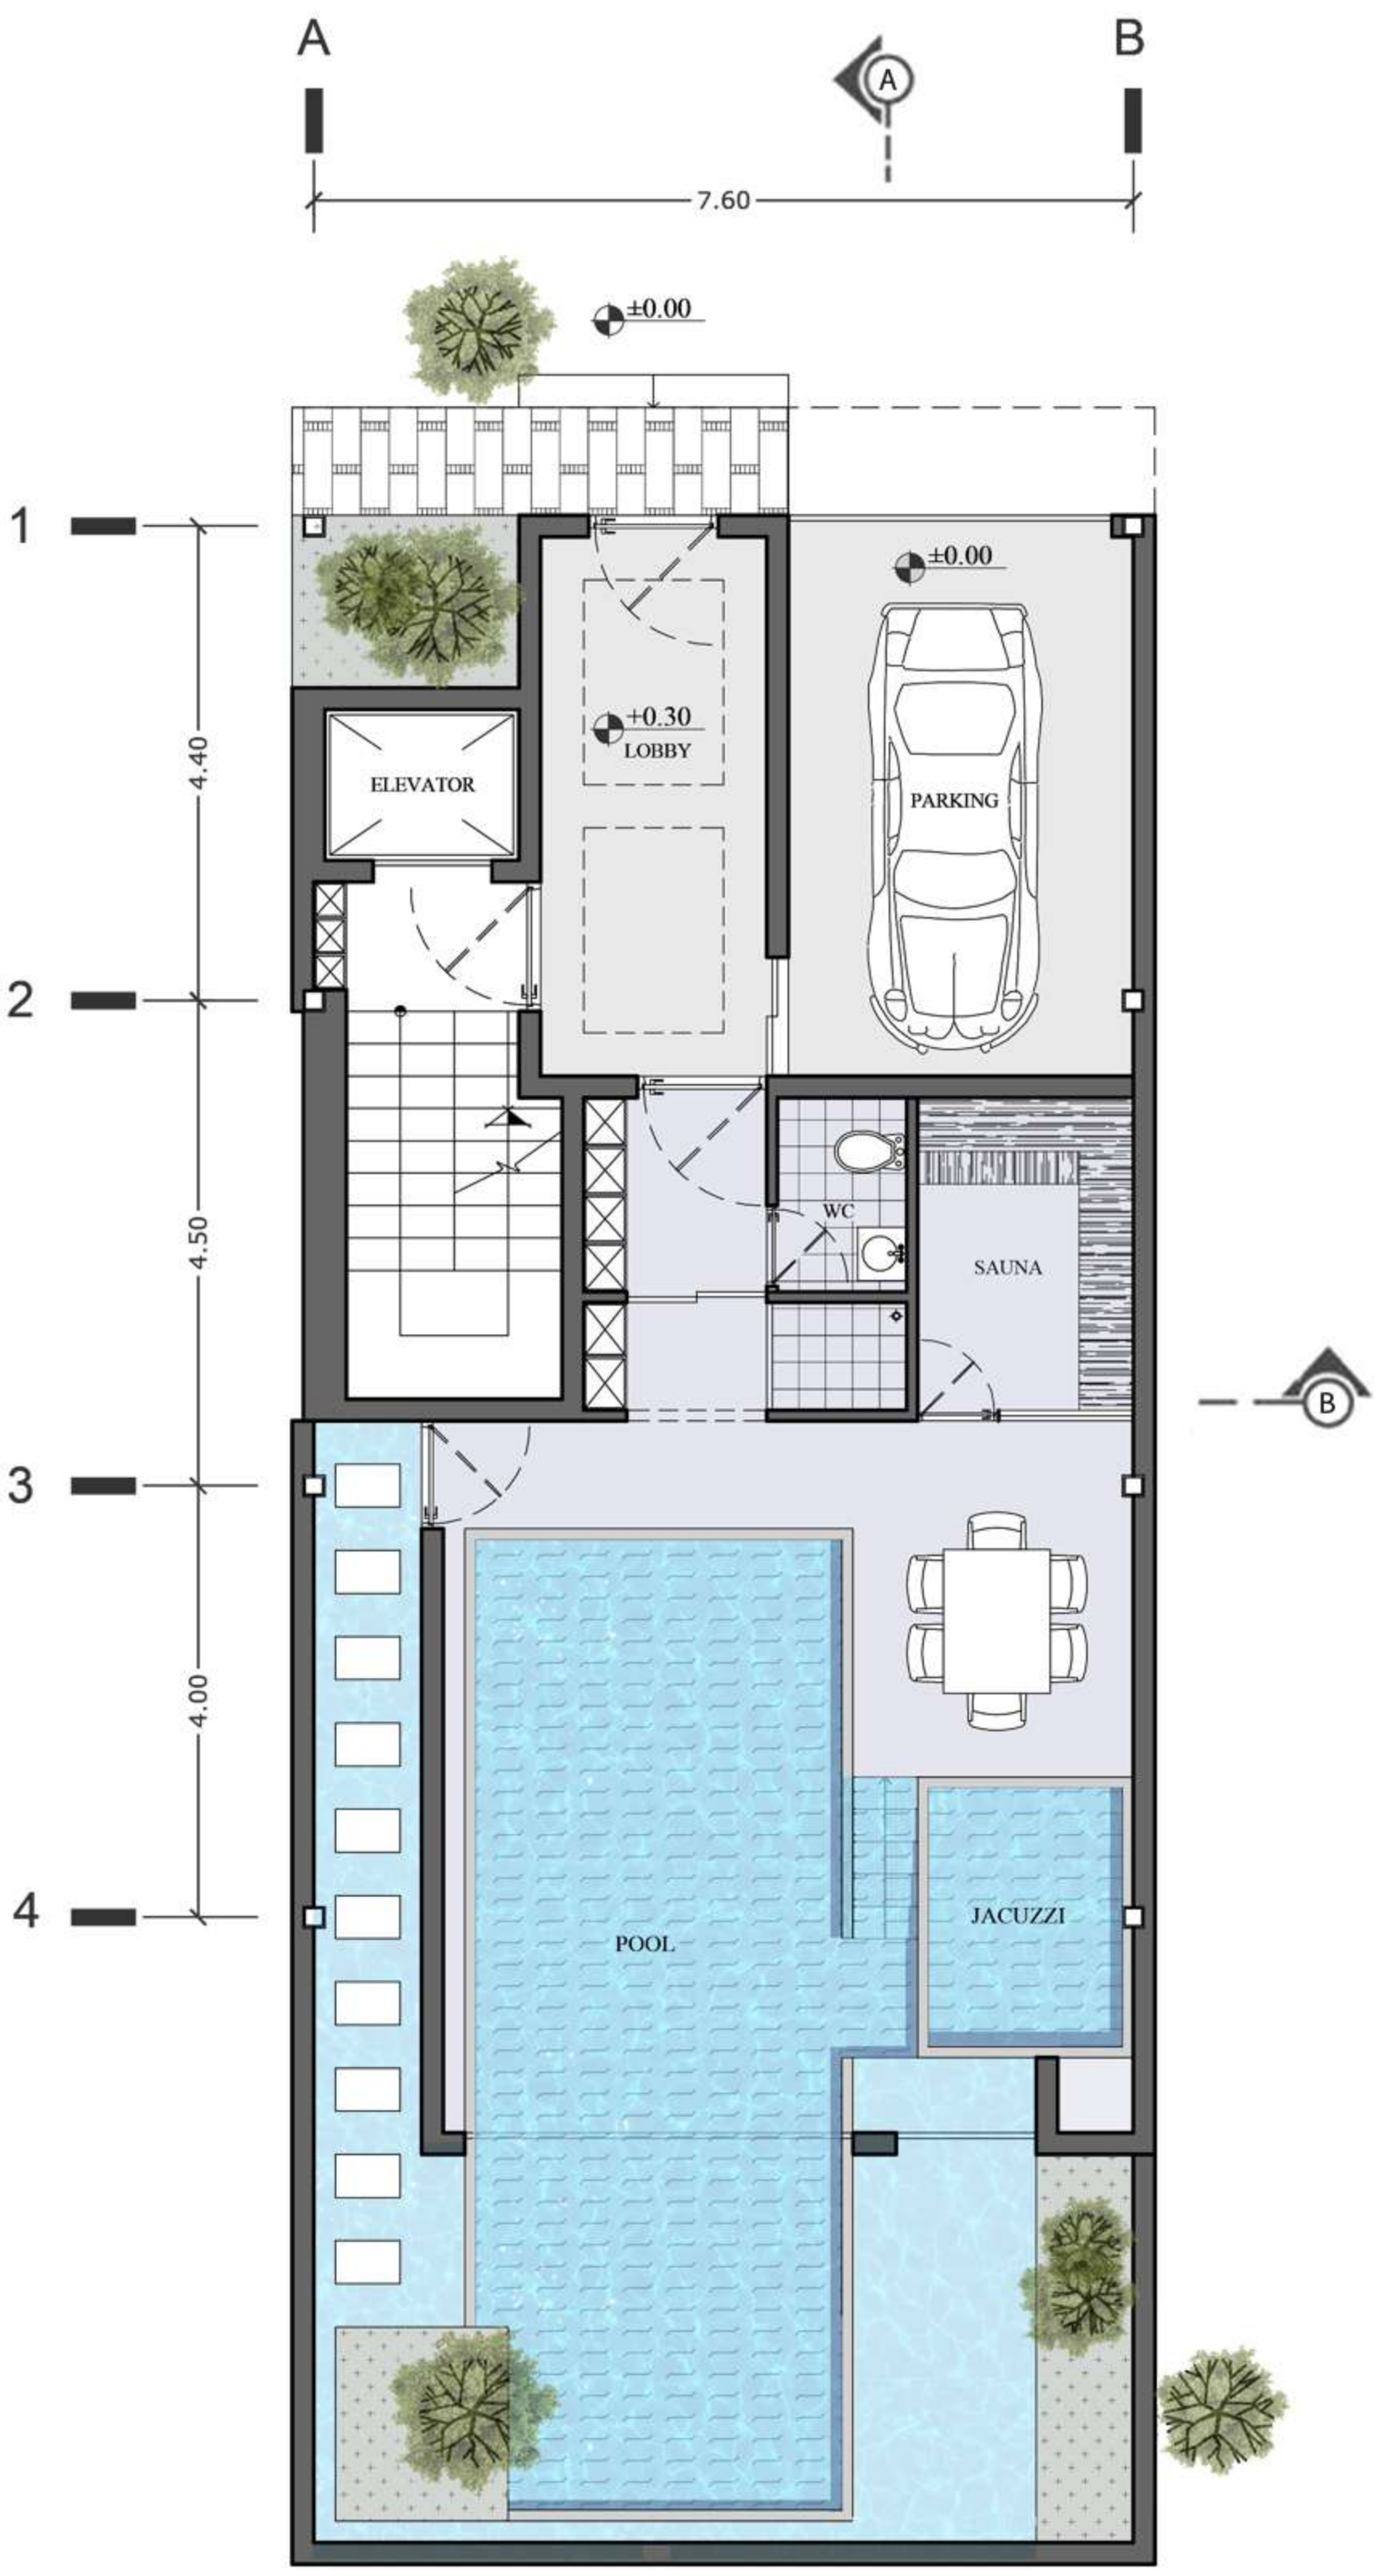 A
B
A
7.60
±0.00
1
±0.00
+0.30
LOBBY
4.40
ELEVATOR
PARKING
2
WC
4.50
SAUNA
B
3
4.00
4
JACUZZI
POOL